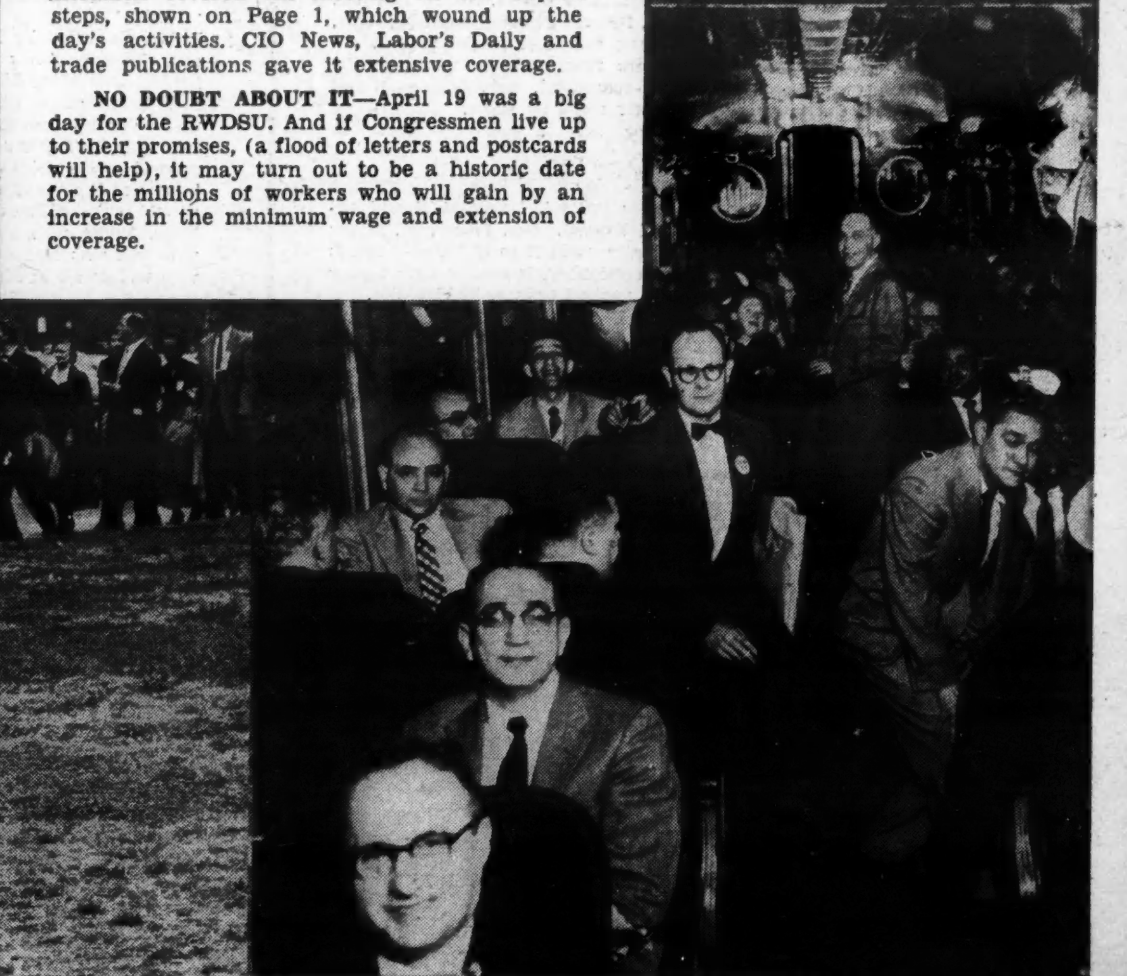 steps, shown on Page 1, which wound up the
day's activities. CIO News, Labor's Daily and
trade publications gave it extensive coverage.
NO DOUBT ABOUT IT—April 19 was a big
day for the RWDSU. And if Congressmen live up
to their promises, (a flood of letters and postcards
will help), it may turn out to be a historic date
for the millions of workers who will gain by an
increase in the minimum wage and extension of
coverage.